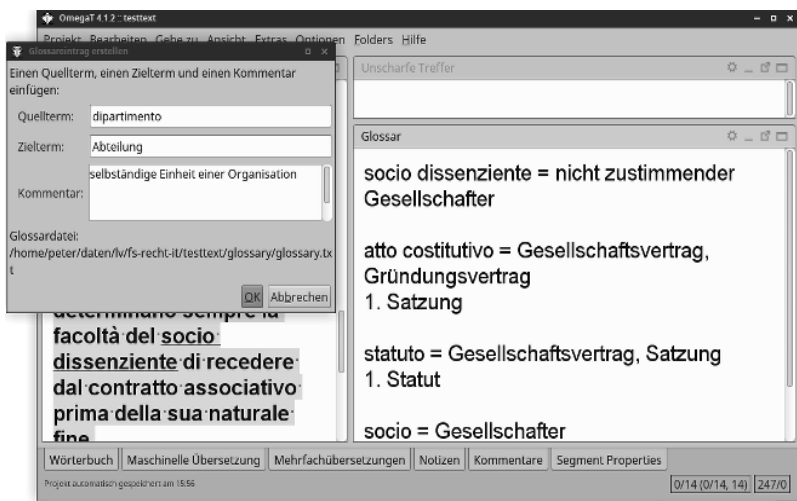 OmegaT 4.1.2 :: testtext
Projekt Bearbeiten Gehe zu Ansicht Extras Optionen Folders Hilfe
Glossareintrag erstellen
Einen Quellterm, einen Zielterm und einen Kommentar
einfügen:
Quellterm: dipartimento
Zielterm: Abteilung
Kommentar: selbständige Einheit einer Organisation
Glossardatei:
/home/peter/daten/lv/fs-recht-it/testtext/glossary/glossary.tx
t
OK Abbrechen
determinano sempre la
facoltà del socio
dissenziente di recedere
dal contratto associativo
prima della sua naturale
fine
Unscharfe Treffer
Glossar
socio dissenziente = nicht zustimmender
Gesellschafter
atto costitutivo = Gesellschaftsvertrag,
Gründungsvertrag
1. Satzung
statuto = Gesellschaftsvertrag, Satzung
1. Statut
socio = Gesellschafter
Wörterbuch Maschinelle Übersetzung Mehrfachübersetzungen Notizen Kommentare Segment Properties
Projekt automatisch gespeichert am 15:56
0/14 (0/14, 14) 247/0